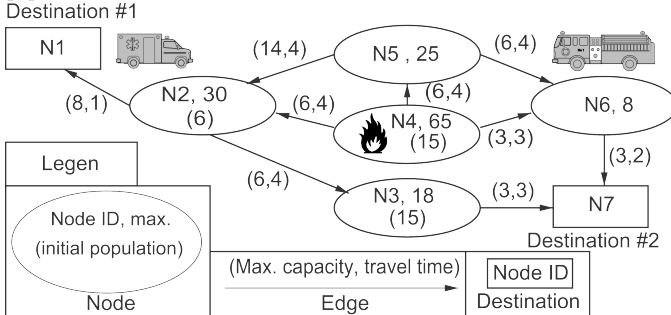 Destination #1
N1
(14,4)
N5 , 25
(6,4)
(8,1)
N2, 30
(6)
(6,4)
(6,4)
N4, 65
(15)
(3,3)
N6, 8
(6,4)
N3, 18
(15)
(3,3)
(3,2)
N7
Destination #2
Legen
Node ID, max.
(initial population)
Node
(Max. capacity, travel time)
Edge
Node ID
Destination